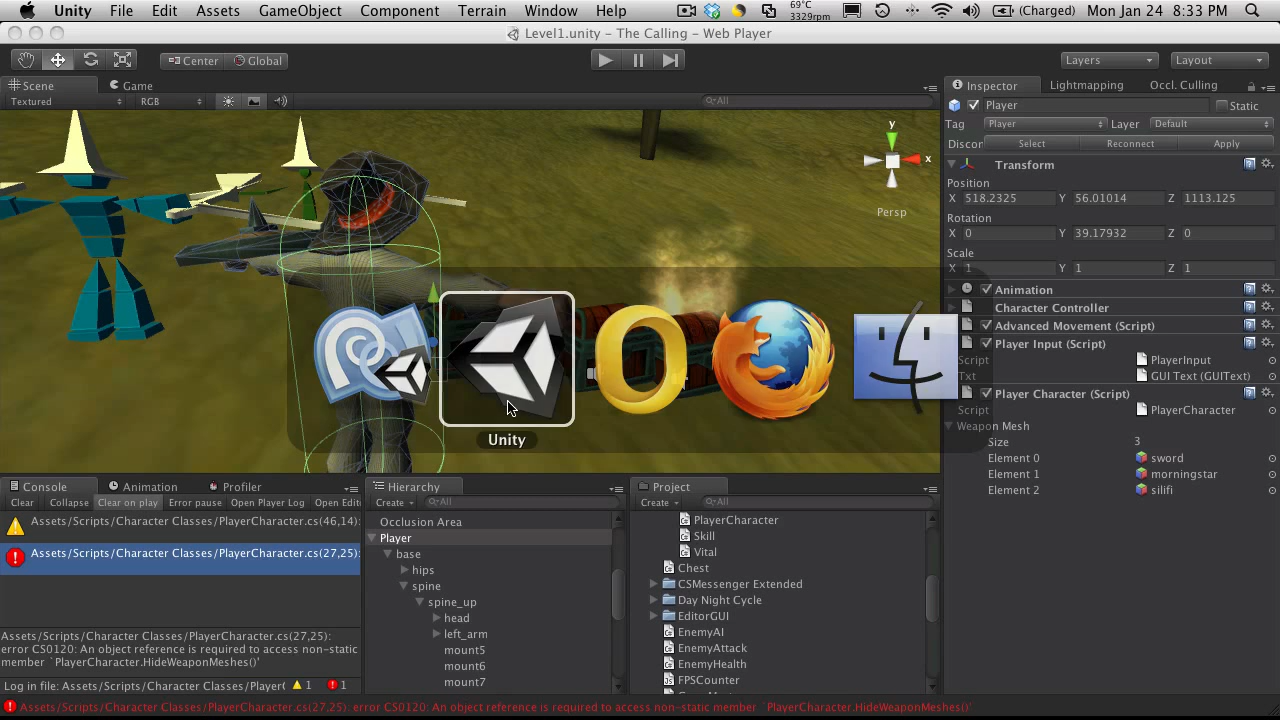 Unity File Edit Assets GameObject Component Terrain Window Help 69°C 3329rpm (Charged) Mon Jan 24 8:33 PM
Level1.unity – The Calling – Web Player
Center Global Layers Layout
Scene Game Inspector Lightmapping Occl. Culling
Textured RGB All
Player Static
Tag Player Layer Default
Discor Select Reconnect Apply
Transform
Position
X 518.2325 Y 56.01014 Z 1113.125
Rotation
X 0 Y 39.17932 Z 0
Scale
X 1 Y 1 Z 1
y
x
Persp
Animation
Character Controller
Advanced Movement (Script)
Player Input (Script)
Script PlayerInput
Txt GUI Text (GUIText)
Player Character (Script)
Script PlayerCharacter
Weapon Mesh
Size 3
Element 0 sword
Element 1 morningstar
Element 2 silifi
Unity
Console Animation Profiler
Clear Collapse Clear on play Error pause Open Player Log Open Edit
Assets/Scripts/Character Classes/PlayerCharacter.cs(46,14):
Assets/Scripts/Character Classes/PlayerCharacter.cs(27,25):
Assets/Scripts/Character Classes/PlayerCharacter.cs(27,25):
error CS0120: An object reference is required to access non-static
member `PlayerCharacter.HideWeaponMeshes()'
Log in file: Assets/Scripts/Character Classes/Player( 1 1
Hierarchy
Create All
Occlusion Area
Player
base
hips
spine
spine_up
head
left_arm
mount5
mount6
mount7
Project
Create All
PlayerCharacter
Skill
Vital
Chest
CSMessenger Extended
Day Night Cycle
EditorGUI
EnemyAI
EnemyAttack
EnemyHealth
FPSCounter
Assets/Scripts/Character Classes/PlayerCharacter.cs(27,25): error CS0120: An object reference is required to access non-static member `PlayerCharacter.HideWeaponMeshes()'